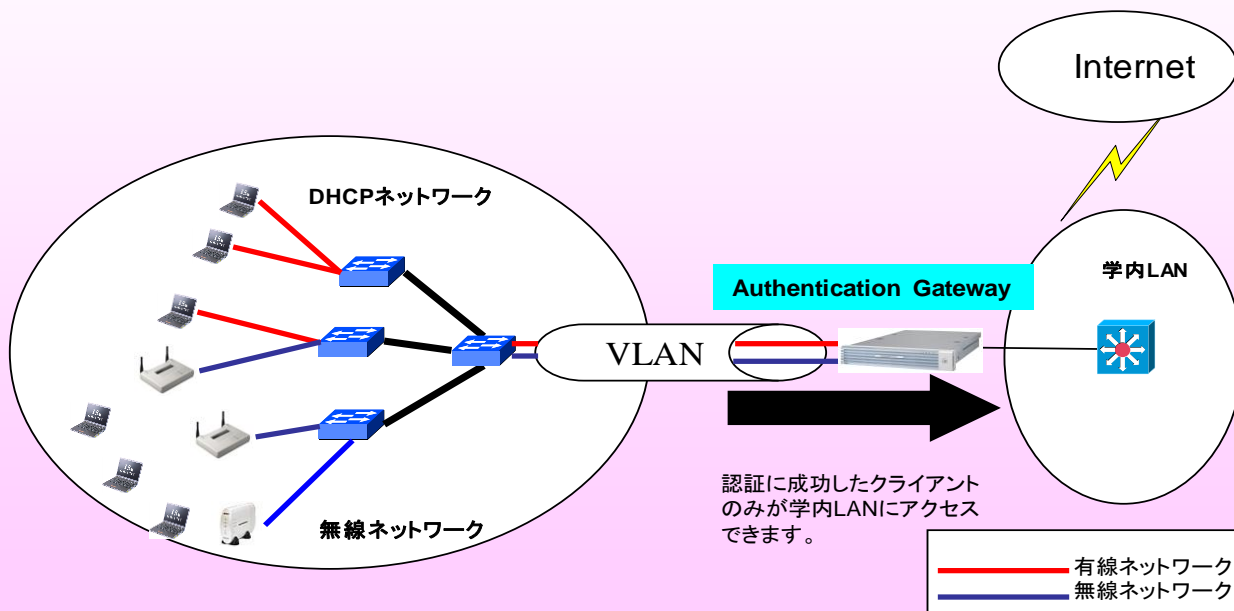 Internet
DHCPネットワーク
学内LAN
Authentication Gateway
VLAN
認証に成功したクライアント
のみが学内LANにアクセス
できます。
無線ネットワーク
有線ネットワーク
無線ネットワーク